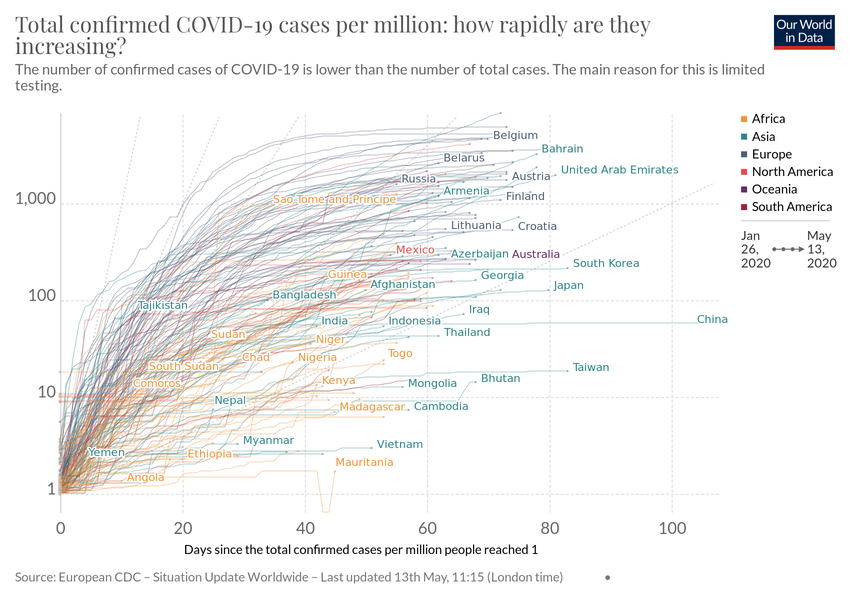 Total confirmed COVID-19 cases per million: how rapidly are they
increasing?
Our World
in Data
The number of confirmed cases of COVID-19 is lower than the number of total cases. The main reason for this is limited
testing.
Africa
Asia
Europe
North America
Oceania
South America
Jan
26,
2020
May
13,
2020
Belgium
Bahrain
Belarus
United Arab Emirates
Russia
Austria
Armenia
Finland
1,000
Sao Tome and Principe
Lithuania
Croatia
Mexico
Azerbaijan
Australia
South Korea
Guinea
Georgia
Afghanistan
Japan
100
Bangladesh
Tajikistan
Iraq
India
Indonesia
China
Sudan
Thailand
Niger
Chad
Nigeria
Togo
South Sudan
Taiwan
Comoros
Kenya
Mongolia
Bhutan
10
Nepal
Madagascar
Cambodia
Myanmar
Vietnam
Yemen
Ethiopia
Mauritania
Angola
1
0
20
40
60
80
100
Days since the total confirmed cases per million people reached 1
Source: European CDC – Situation Update Worldwide – Last updated 13th May, 11:15 (London time)